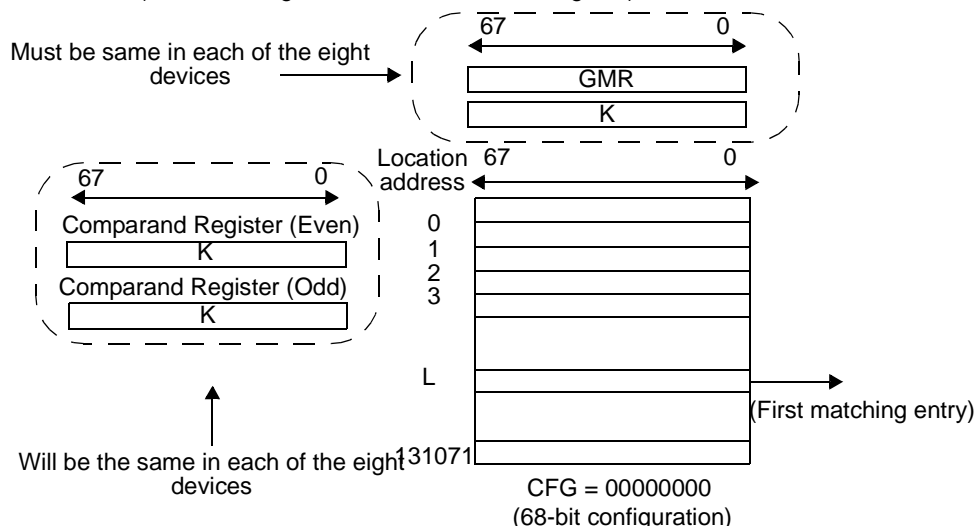 67 0
Must be same in each of the eight
devices
GMR
K
Location
address
67 0
67 0
Comparand Register (Even)
K
Comparand Register (Odd)
K
0
1
2
3
L
(First matching entry)
131071
Will be the same in each of the eight
devices
CFG = 00000000
(68-bit configuration)